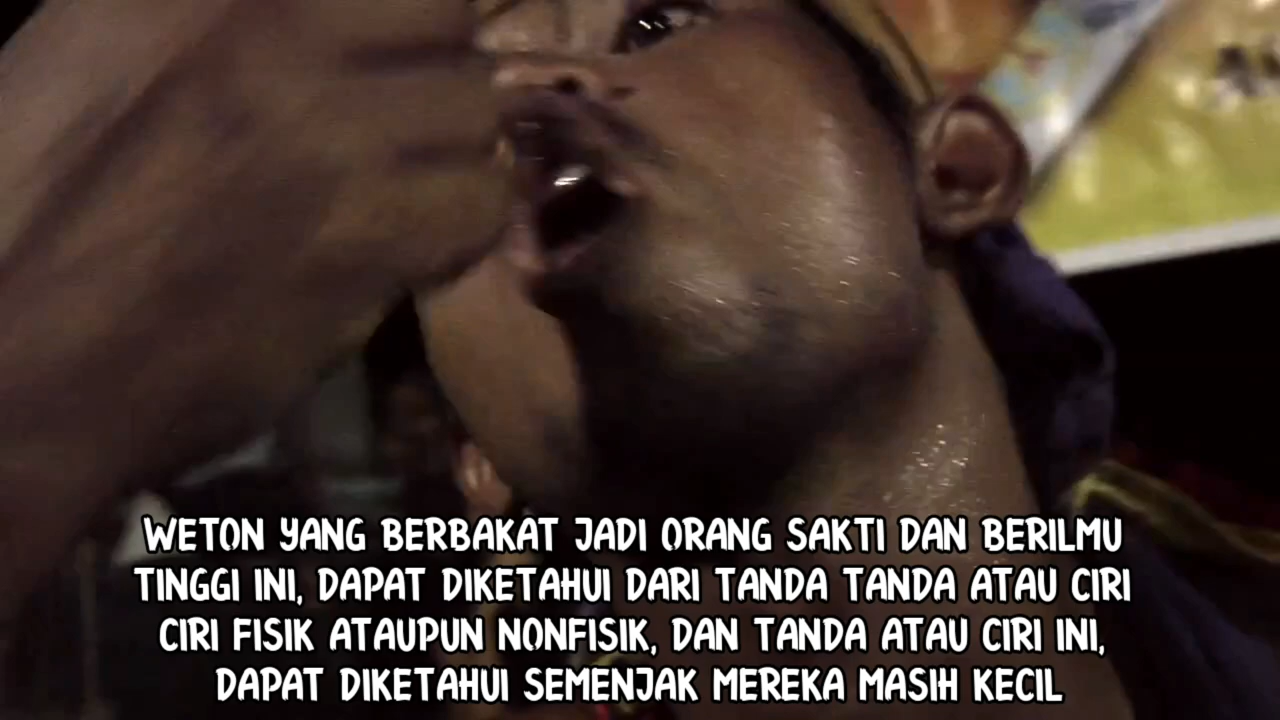 WETON YANG BERBAKAT JADI ORANG SAKTI DAN BERILMU
TINGGI INI, DAPAT DIKETAHUI DARI TANDA TANDA ATAU CIRI
CIRI FISIK ATAUPUN NONFISIK, DAN TANDA ATAU CIRI INI,
DAPAT DIKETAHUI SEMENJAK MEREKA MASIH KECIL